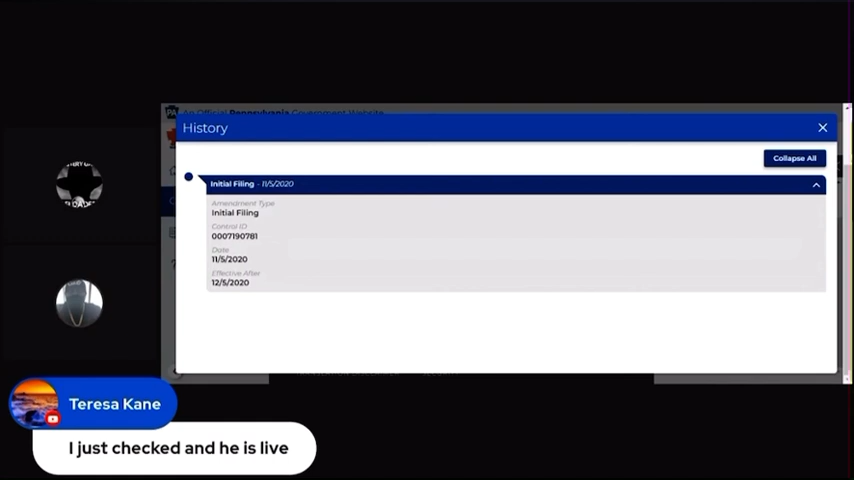 PA An Official Pennsylvania Government Website
History
Collapse All
Initial Filing - 11/5/2020
Amendment Type
Initial Filing
Control ID
0007190781
Date
11/5/2020
Effective After
12/5/2020
Teresa Kane
I just checked and he is live